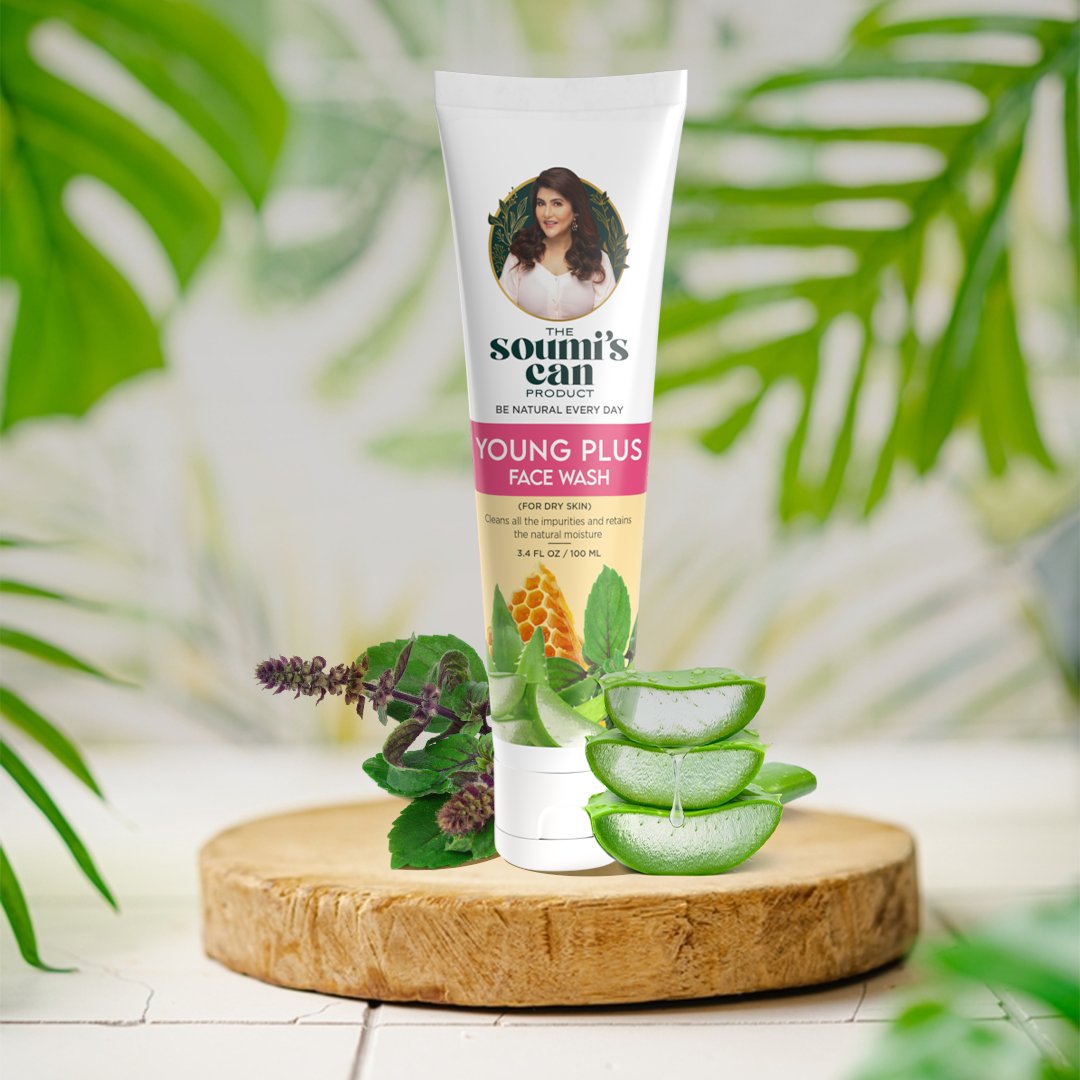 THE
soumi's
can
PRODUCT
BE NATURAL EVERY DAY
YOUNG PLUS
FACE WASH
(FOR DRY SKIN)
Cleans all the impurities and retains
the natural moisture
3.4 FL OZ / 100 ML